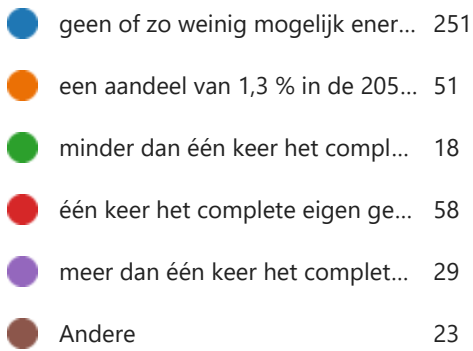 geen of zo weinig mogelijk ener... 251
een aandeel van 1,3 % in de 205... 51
minder dan één keer het compl... 18
één keer het complete eigen ge... 58
meer dan één keer het complet... 29
Andere 23